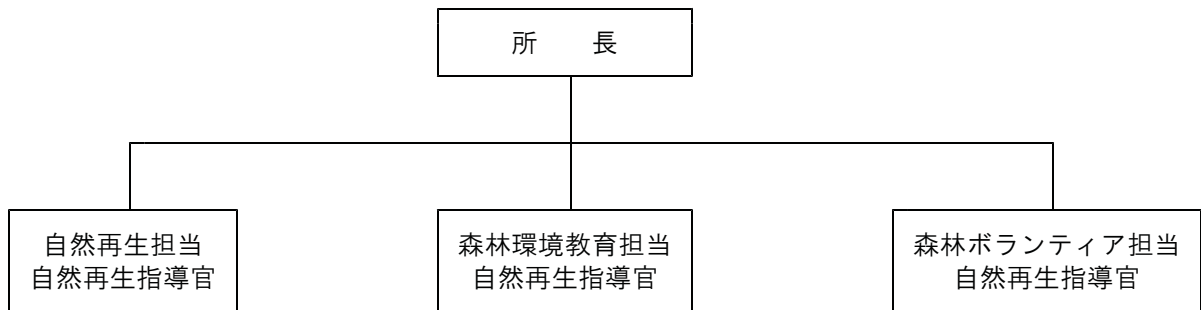 所　　長
自然再生担当
自然再生指導官
森林環境教育担当
自然再生指導官
森林ボランティア担当
自然再生指導官